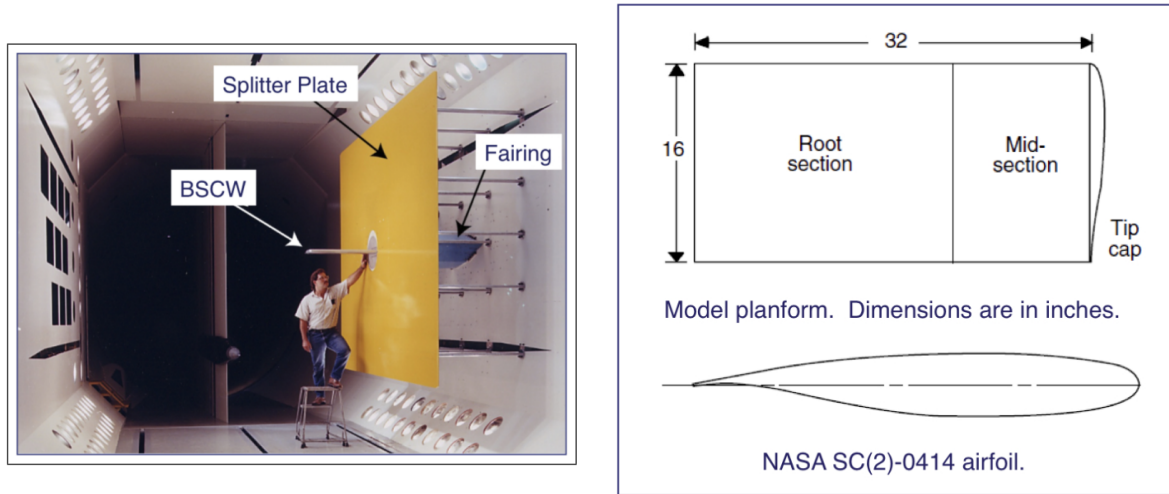 Splitter Plate
Fairing
BSCW
32
16
Root
section
Mid-
section
Tip
cap
Model planform.  Dimensions are in inches.
NASA SC(2)-0414 airfoil.